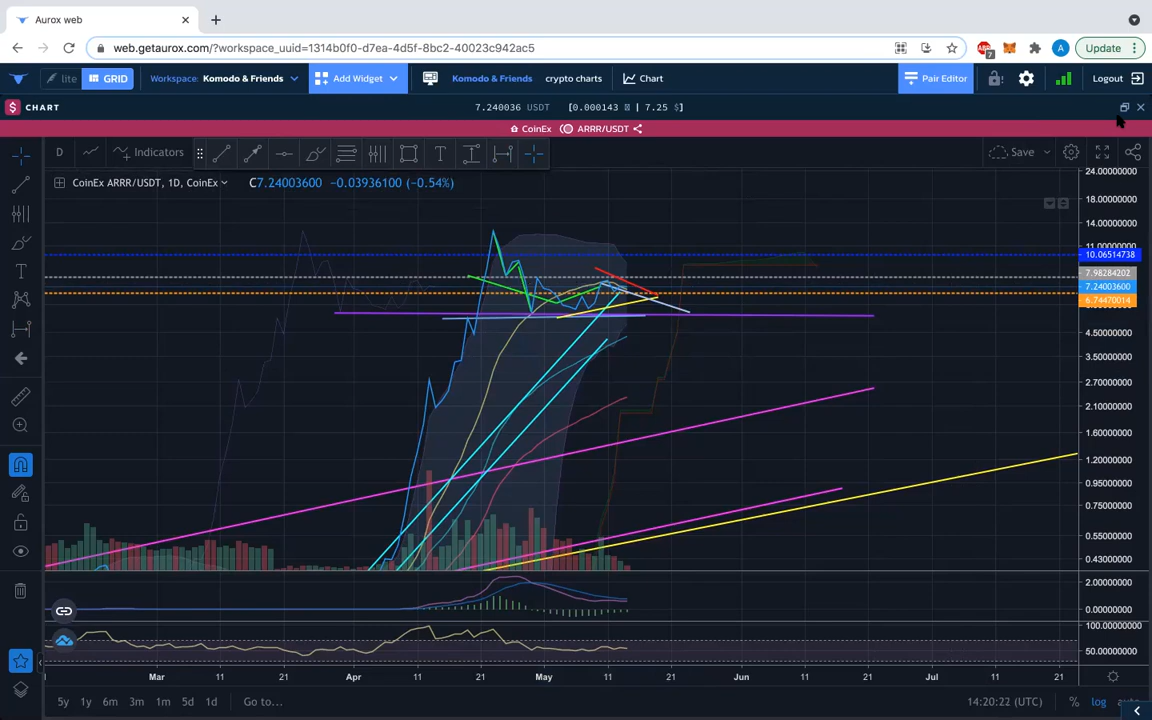 Aurox web
web.getaurox.com/?workspace_uuid=1314b0f0-d7ea-4d5f-8bc2-40023c942ac5
7
A
Update
lite
GRID
Workspace: Komodo & Friends
Add Widget
Komodo & Friends
crypto charts
Chart
Pair Editor
Logout
$ CHART
7.240036 USDT
[0.000143 ₿ | 7.25 $]
CoinEx
ARRR/USDT
D
Indicators
T
Save
CoinEx ARRR/USDT, 1D, CoinEx
C7.24003600 −0.03936100 (−0.54%)
24.00000000
18.00000000
14.00000000
11.00000000
10.06514738
7.98284202
7.24003600
6.74470014
4.50000000
3.50000000
2.70000000
2.10000000
1.60000000
1.20000000
0.95000000
0.75000000
0.55000000
0.43000000
2.00000000
0.00000000
100.00000000
50.00000000
Mar 11 21 Apr 11 21 May 11 21 Jun 11 21 Jul 11 21
5y 1y 6m 3m 1m 5d 1d Go to...
14:20:22 (UTC) % log auto